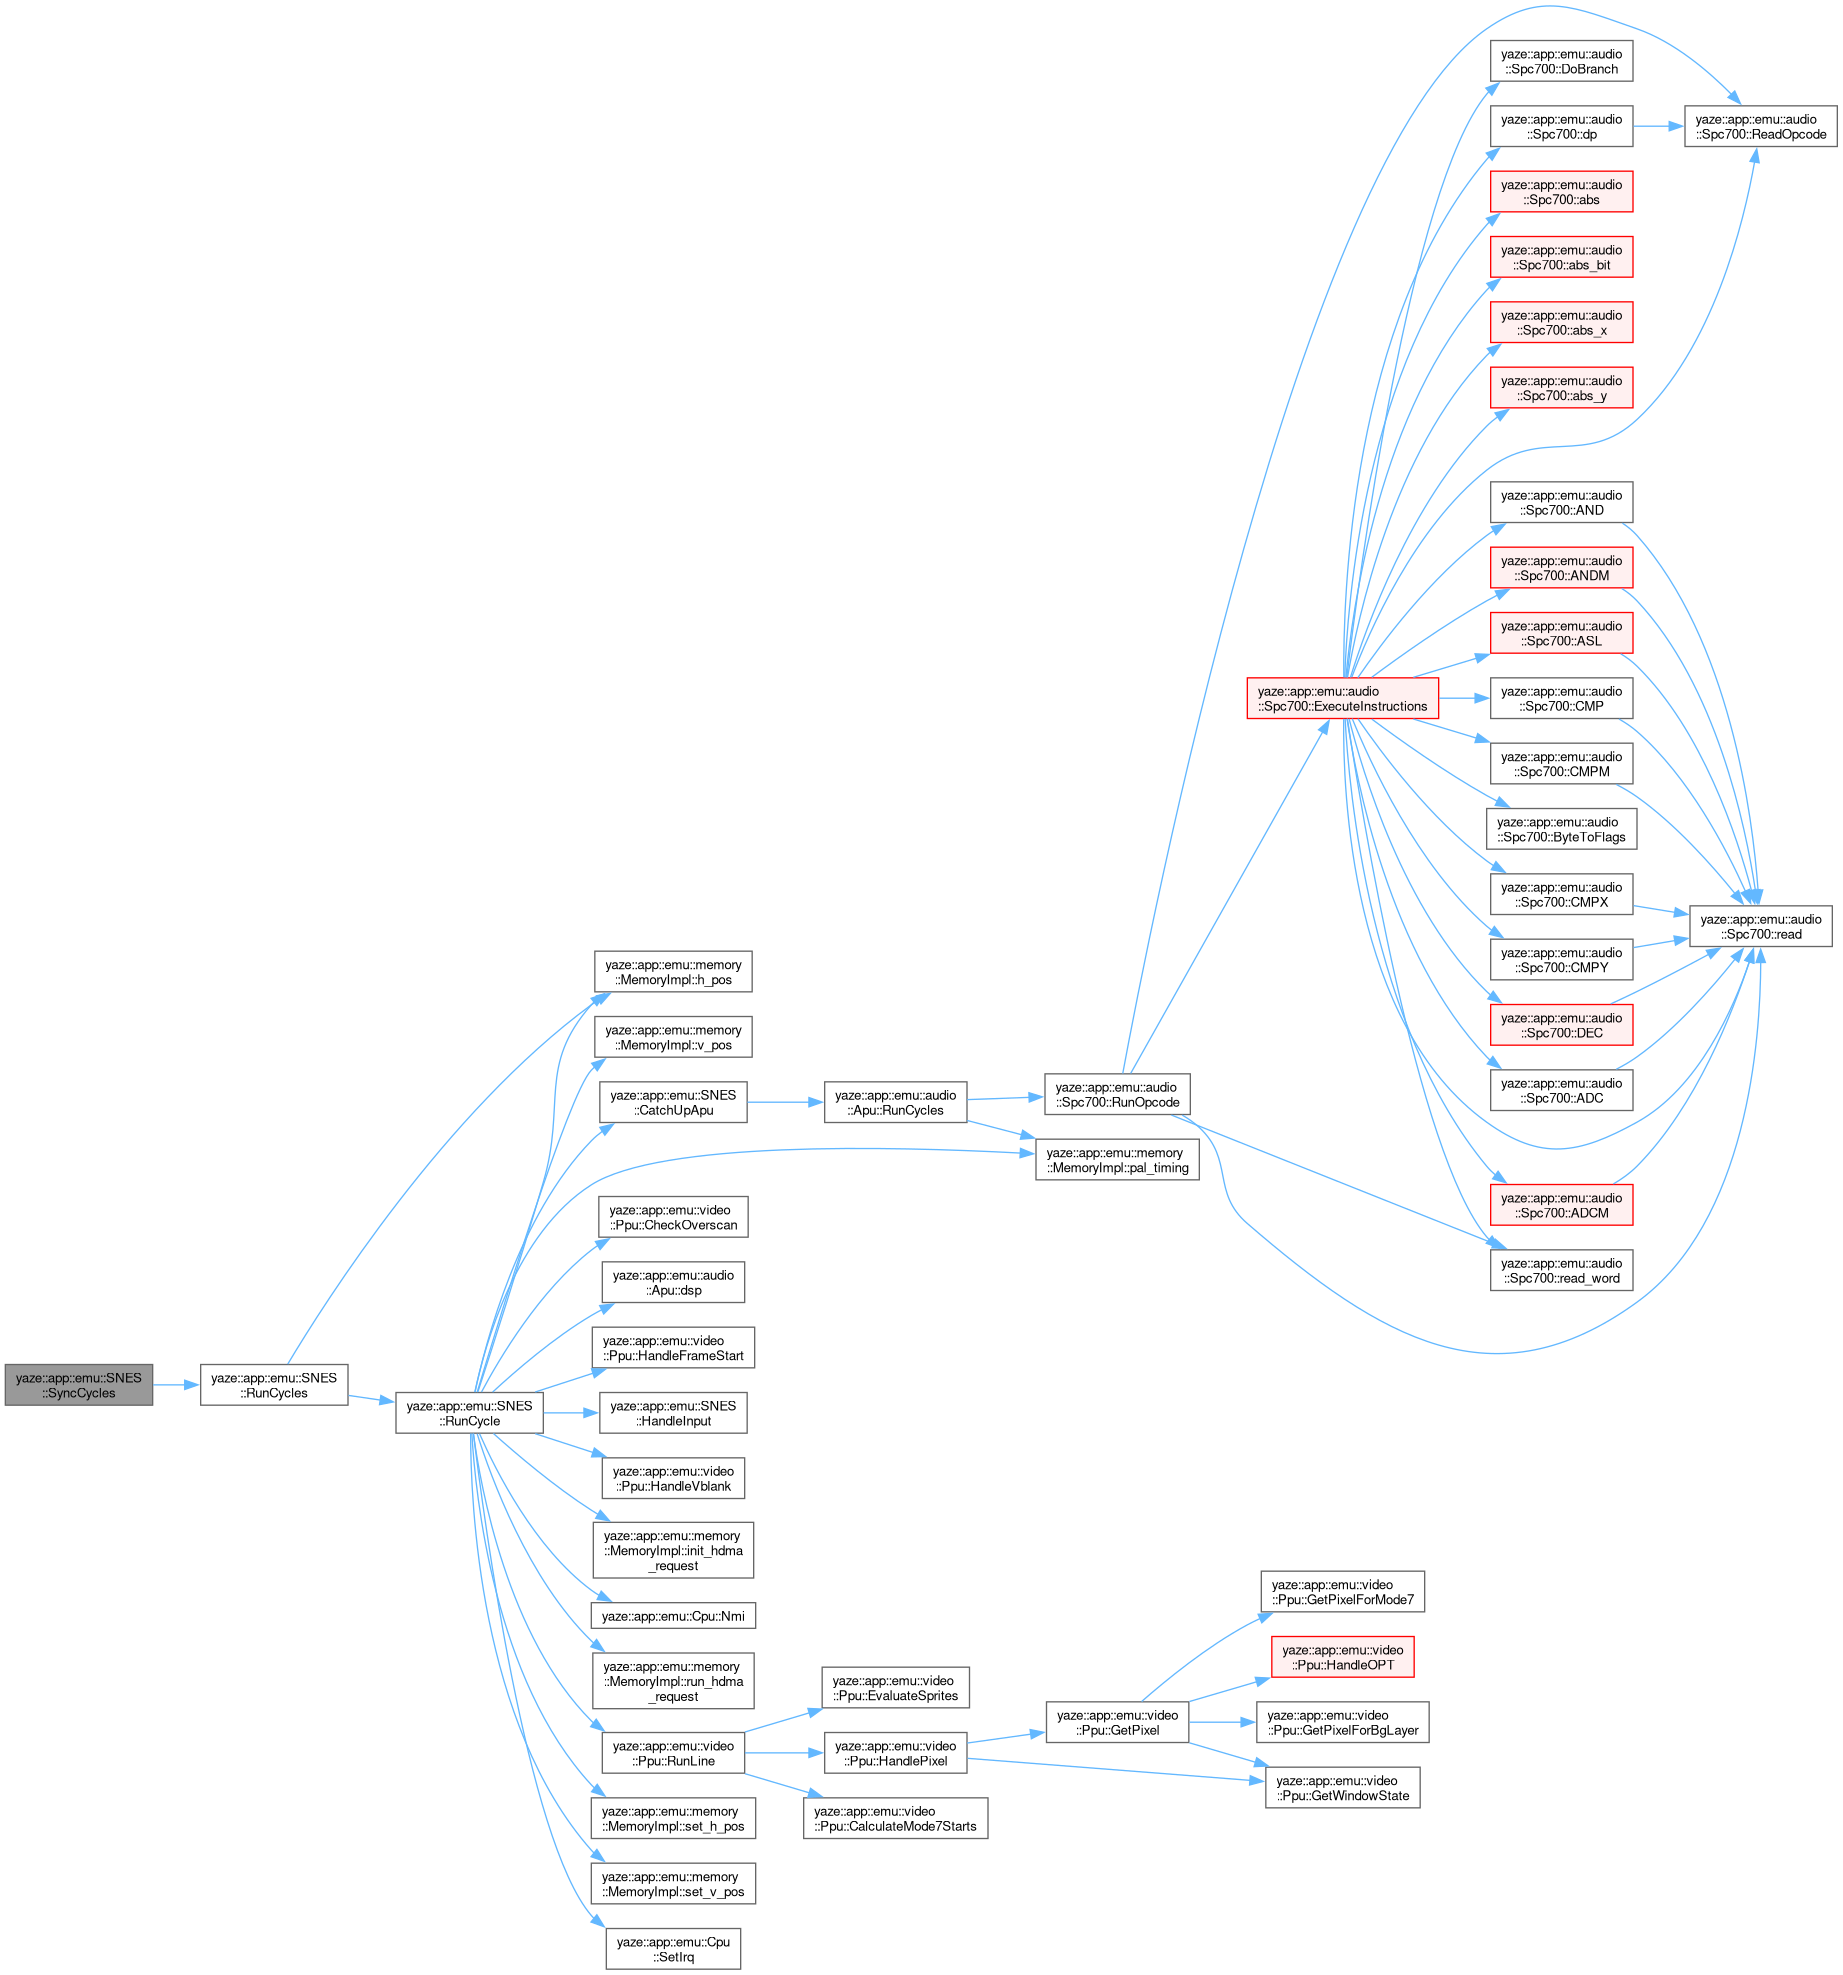 yaze::app::emu::SNES
::SyncCycles
yaze::app::emu::SNES
::RunCycles
yaze::app::emu::SNES
::RunCycle
yaze::app::emu::memory
::MemoryImpl::h_pos
yaze::app::emu::memory
::MemoryImpl::v_pos
yaze::app::emu::SNES
::CatchUpApu
yaze::app::emu::video
::Ppu::CheckOverscan
yaze::app::emu::audio
::Apu::dsp
yaze::app::emu::video
::Ppu::HandleFrameStart
yaze::app::emu::SNES
::HandleInput
yaze::app::emu::video
::Ppu::HandleVblank
yaze::app::emu::memory
::MemoryImpl::init_hdma
_request
yaze::app::emu::Cpu::Nmi
yaze::app::emu::memory
::MemoryImpl::run_hdma
_request
yaze::app::emu::video
::Ppu::RunLine
yaze::app::emu::memory
::MemoryImpl::set_h_pos
yaze::app::emu::memory
::MemoryImpl::set_v_pos
yaze::app::emu::Cpu
::SetIrq
yaze::app::emu::audio
::Apu::RunCycles
yaze::app::emu::video
::Ppu::EvaluateSprites
yaze::app::emu::video
::Ppu::HandlePixel
yaze::app::emu::video
::Ppu::CalculateMode7Starts
yaze::app::emu::audio
::Spc700::RunOpcode
yaze::app::emu::memory
::MemoryImpl::pal_timing
yaze::app::emu::video
::Ppu::GetPixel
yaze::app::emu::audio
::Spc700::ExecuteInstructions
yaze::app::emu::video
::Ppu::GetPixelForMode7
yaze::app::emu::video
::Ppu::HandleOPT
yaze::app::emu::video
::Ppu::GetPixelForBgLayer
yaze::app::emu::video
::Ppu::GetWindowState
yaze::app::emu::audio
::Spc700::DoBranch
yaze::app::emu::audio
::Spc700::dp
yaze::app::emu::audio
::Spc700::abs
yaze::app::emu::audio
::Spc700::abs_bit
yaze::app::emu::audio
::Spc700::abs_x
yaze::app::emu::audio
::Spc700::abs_y
yaze::app::emu::audio
::Spc700::AND
yaze::app::emu::audio
::Spc700::ANDM
yaze::app::emu::audio
::Spc700::ASL
yaze::app::emu::audio
::Spc700::CMP
yaze::app::emu::audio
::Spc700::CMPM
yaze::app::emu::audio
::Spc700::ByteToFlags
yaze::app::emu::audio
::Spc700::CMPX
yaze::app::emu::audio
::Spc700::CMPY
yaze::app::emu::audio
::Spc700::DEC
yaze::app::emu::audio
::Spc700::ADC
yaze::app::emu::audio
::Spc700::ADCM
yaze::app::emu::audio
::Spc700::read_word
yaze::app::emu::audio
::Spc700::ReadOpcode
yaze::app::emu::audio
::Spc700::read